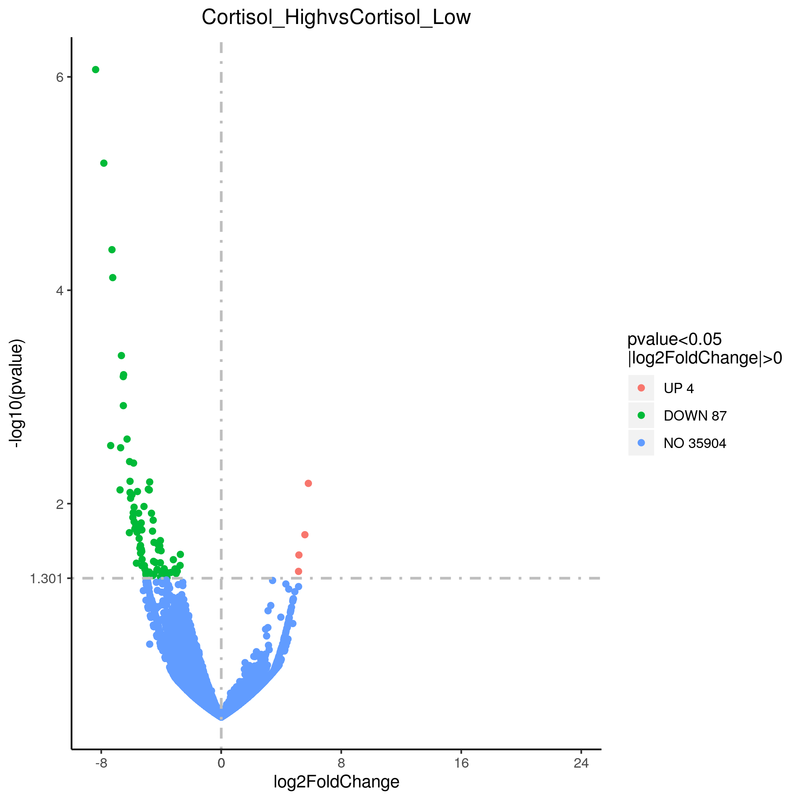 Cortisol_HighvsCortisol_Low
6
4
2
1.301
-log10(pvalue)
-8 0 8 16 24
log2FoldChange
pvalue<0.05
|log2FoldChange|>0
UP 4
DOWN 87
NO 35904